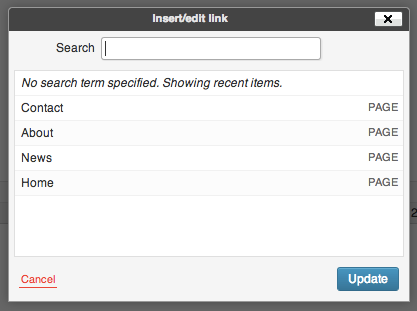 Insert/edit link
Search
No search term specified. Showing recent items.
Contact PAGE
About PAGE
News PAGE
Home PAGE
2
Cancel Update